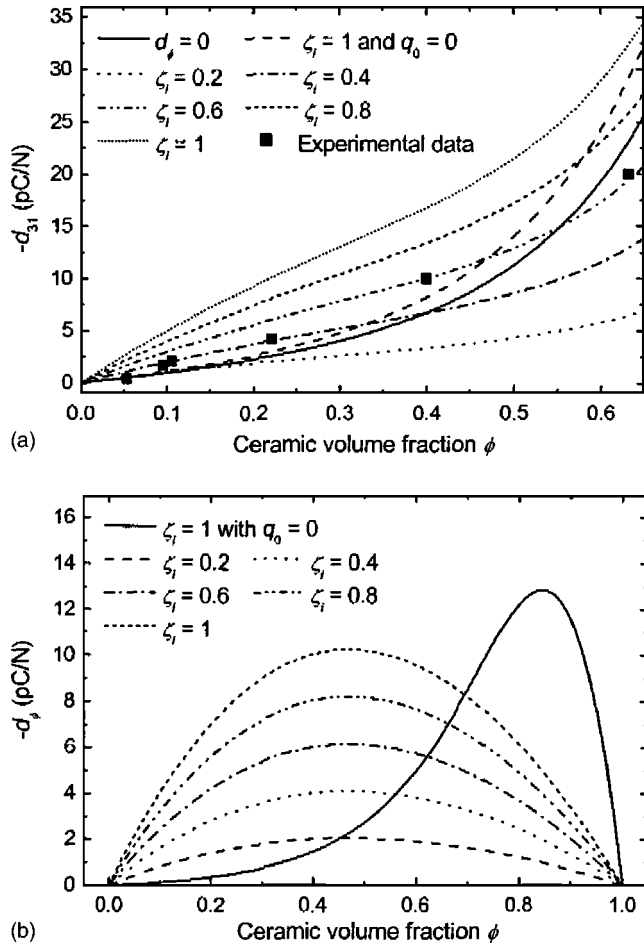 35
30
25
20
15
10
5
0
-d₃₁ (pC/N)
d_ϕ = 0
ζᵢ = 1 and q₀ = 0
ζᵢ = 0.2
ζᵢ = 0.4
ζᵢ = 0.6
ζᵢ = 0.8
ζᵢ = 1
Experimental data
0.0 0.1 0.2 0.3 0.4 0.5 0.6
Ceramic volume fraction ϕ
(a)
16
14
12
10
8
6
4
2
0
-d_ϕ (pC/N)
ζᵢ = 1 with q₀ = 0
ζᵢ = 0.2
ζᵢ = 0.4
ζᵢ = 0.6
ζᵢ = 0.8
ζᵢ = 1
0.0 0.2 0.4 0.6 0.8 1.0
Ceramic volume fraction ϕ
(b)